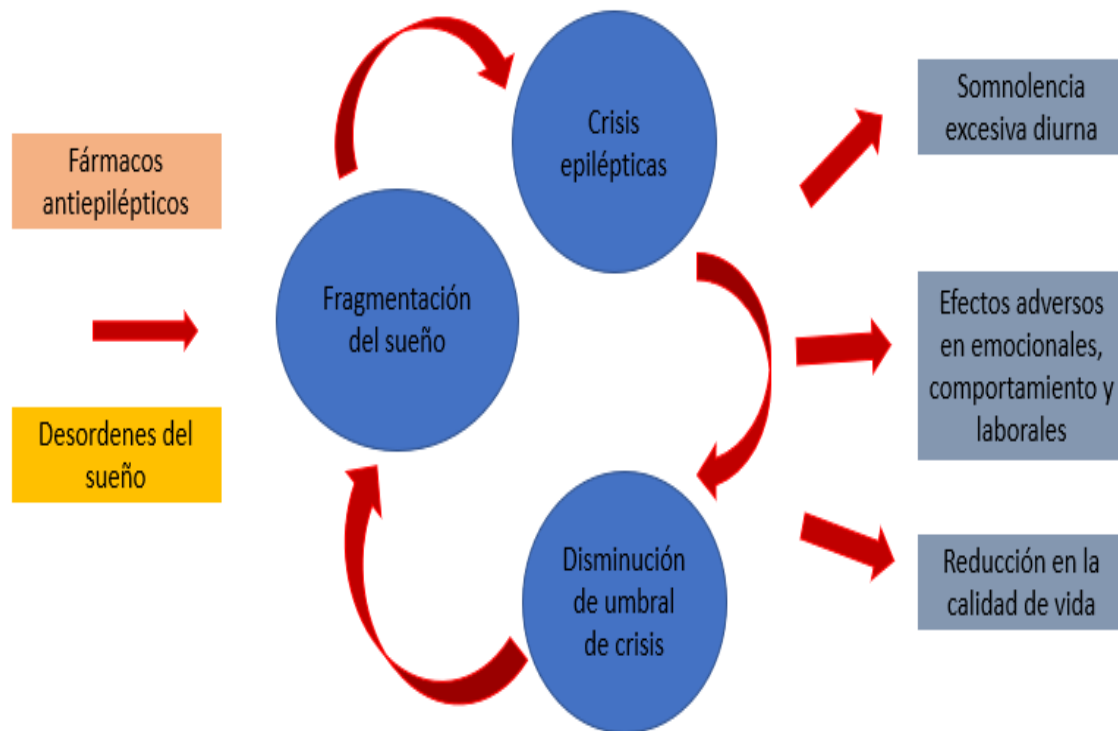 Fármacos
antiepilépticos
Desordenes del
sueño
Fragmentación
del sueño
Crisis
epilépticas
Disminución
de umbral
de crisis
Somnolencia
excesiva diurna
Efectos adversos
en emocionales,
comportamiento y
laborales
Reducción en la
calidad de vida